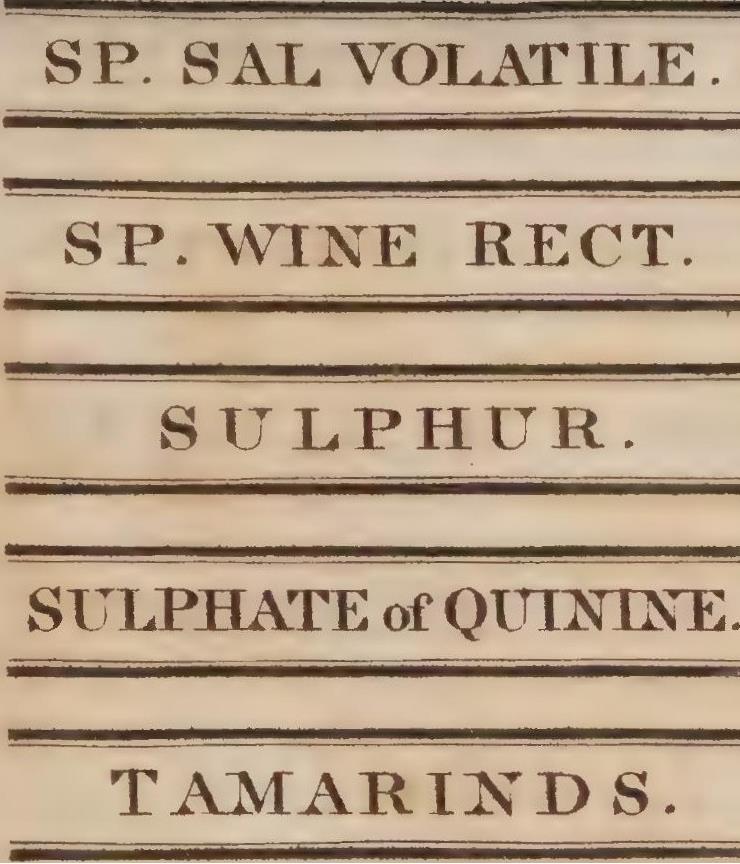 SP. SAL VOLATILE.
SP. WINE RECT.
SULPHUR.
SULPHATE of QUININE.
TAMARINDS.